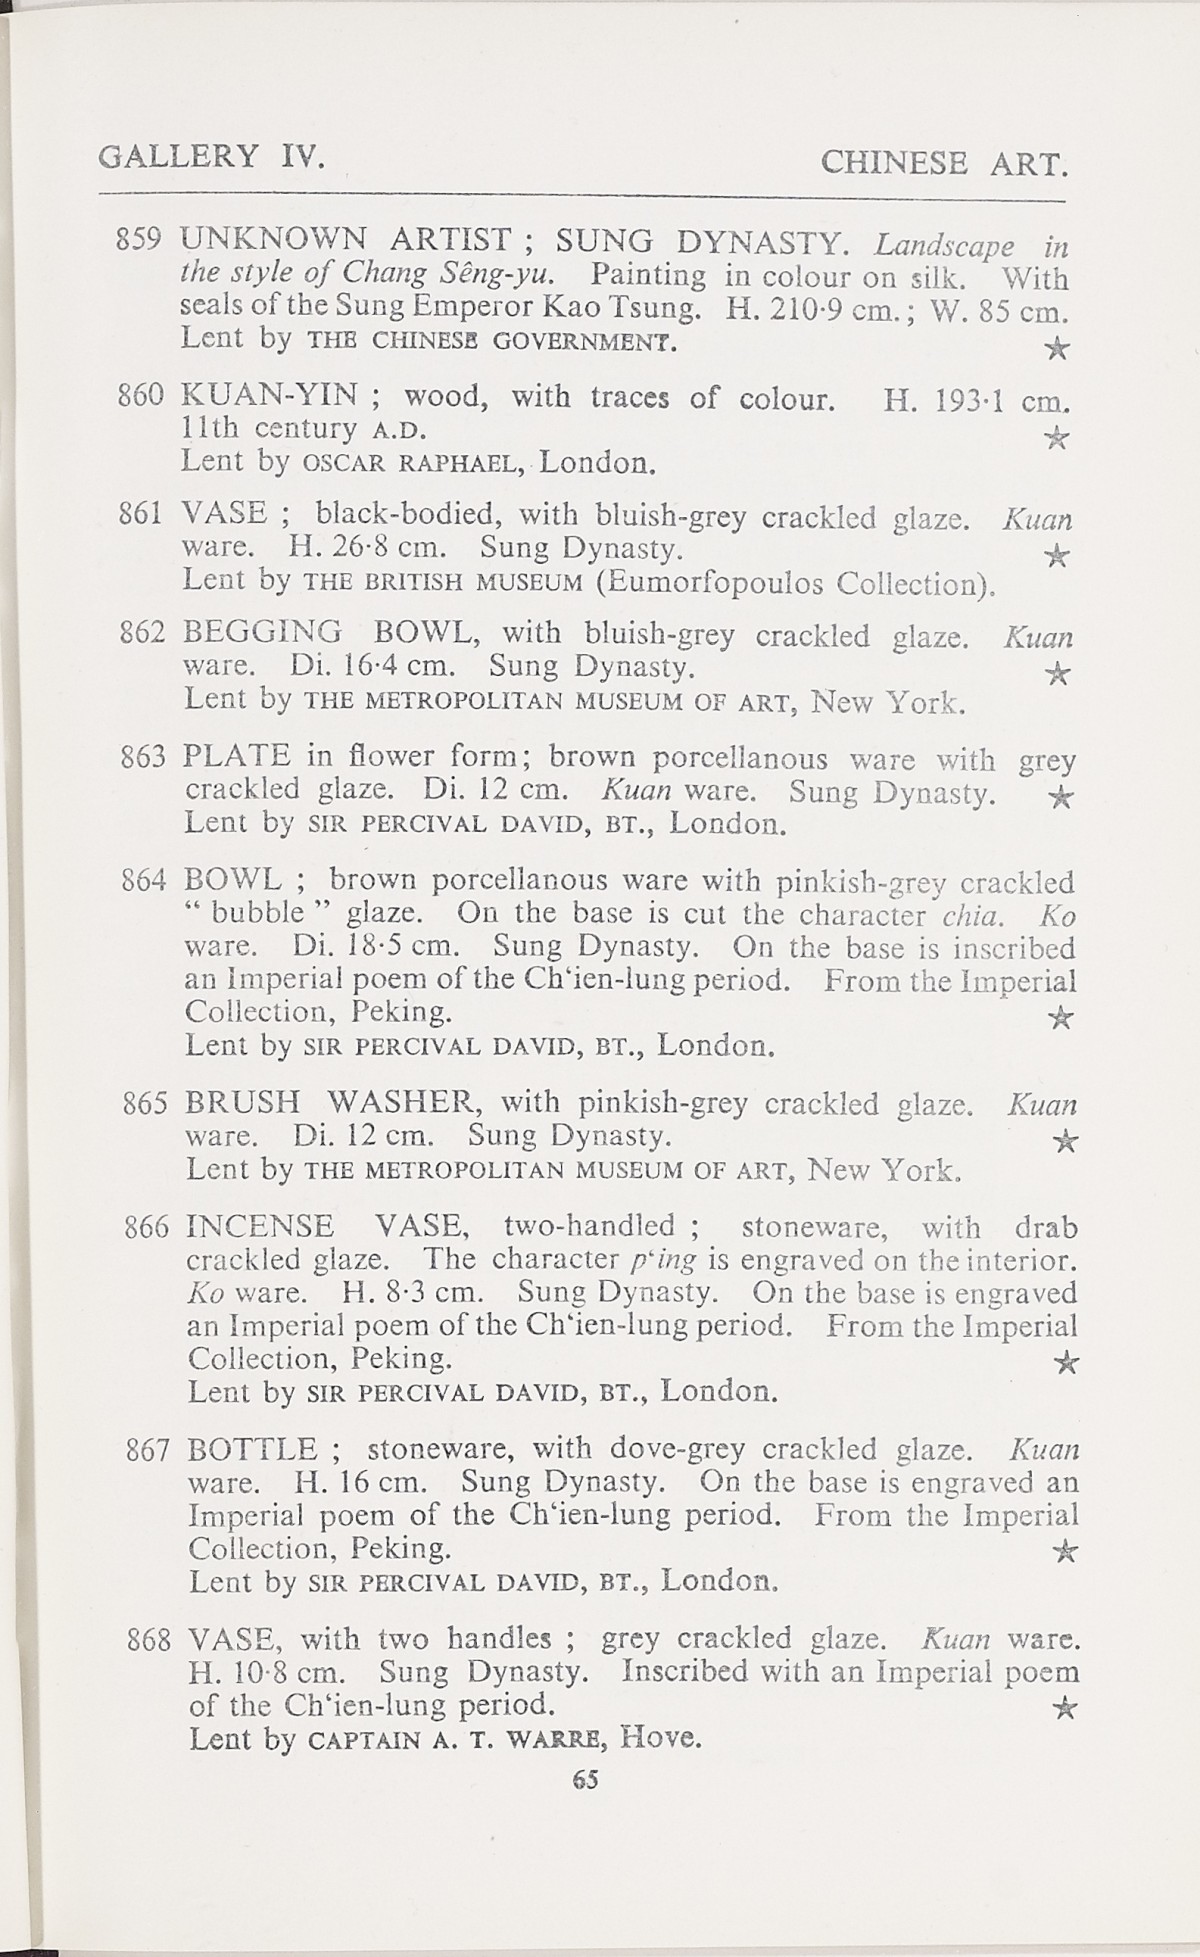 GALLERY IV. CHINESE ART.
859 UNKNOWN ARTIST ; SUNG DYNASTY. Landscape in
the style of Chang Sêng-yu. Painting in colour on silk. With
seals of the Sung Emperor Kao Tsung. H. 210·9 cm. ; W. 85 cm.
Lent by THE CHINESE GOVERNMENT. ★
860 KUAN-YIN ; wood, with traces of colour. H. 193·1 cm.
11th century A.D. ★
Lent by OSCAR RAPHAEL, London.
861 VASE ; black-bodied, with bluish-grey crackled glaze. Kuan
ware. H. 26·8 cm. Sung Dynasty. ★
Lent by THE BRITISH MUSEUM (Eumorfopoulos Collection).
862 BEGGING BOWL, with bluish-grey crackled glaze. Kuan
ware. Di. 16·4 cm. Sung Dynasty. ★
Lent by THE METROPOLITAN MUSEUM OF ART, New York.
863 PLATE in flower form; brown porcellanous ware with grey
crackled glaze. Di. 12 cm. Kuan ware. Sung Dynasty. ★
Lent by SIR PERCIVAL DAVID, BT., London.
864 BOWL ; brown porcellanous ware with pinkish-grey crackled
“ bubble ” glaze. On the base is cut the character chia. Ko
ware. Di. 18·5 cm. Sung Dynasty. On the base is inscribed
an Imperial poem of the Ch‘ien-lung period. From the Imperial
Collection, Peking. ★
Lent by SIR PERCIVAL DAVID, BT., London.
865 BRUSH WASHER, with pinkish-grey crackled glaze. Kuan
ware. Di. 12 cm. Sung Dynasty. ★
Lent by THE METROPOLITAN MUSEUM OF ART, New York.
866 INCENSE VASE, two-handled ; stoneware, with drab
crackled glaze. The character p‘ing is engraved on the interior.
Ko ware. H. 8·3 cm. Sung Dynasty. On the base is engraved
an Imperial poem of the Ch‘ien-lung period. From the Imperial
Collection, Peking. ★
Lent by SIR PERCIVAL DAVID, BT., London.
867 BOTTLE ; stoneware, with dove-grey crackled glaze. Kuan
ware. H. 16 cm. Sung Dynasty. On the base is engraved an
Imperial poem of the Ch‘ien-lung period. From the Imperial
Collection, Peking. ★
Lent by SIR PERCIVAL DAVID, BT., London.
868 VASE, with two handles ; grey crackled glaze. Kuan ware.
H. 10·8 cm. Sung Dynasty. Inscribed with an Imperial poem
of the Ch‘ien-lung period. ★
Lent by CAPTAIN A. T. WARRE, Hove.
65